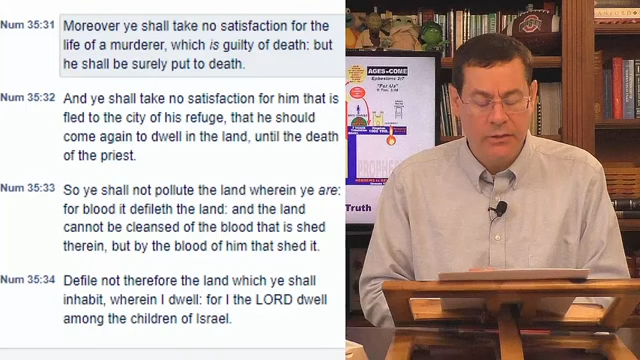 Num 35:31 Moreover ye shall take no satisfaction for the
life of a murderer, which is guilty of death: but
he shall be surely put to death.
Num 35:32 And ye shall take no satisfaction for him that is
fled to the city of his refuge, that he should
come again to dwell in the land, until the death
of the priest.
Num 35:33 So ye shall not pollute the land wherein ye are:
for blood it defileth the land: and the land
cannot be cleansed of the blood that is shed
therein, but by the blood of him that shed it.
Num 35:34 Defile not therefore the land which ye shall
inhabit, wherein I dwell: for I the LORD dwell
among the children of Israel.
AGES to COME
Ephesians 2:7
"For Us"
Truth